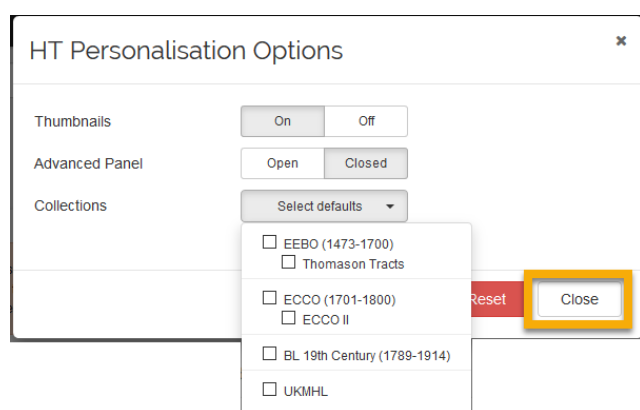 HT Personalisation Options ×
Thumbnails On Off
Advanced Panel Open Closed
Collections Select defaults
EEBO (1473-1700)
Thomason Tracts
ECCO (1701-1800)
ECCO II
Reset Close
BL 19th Century (1789-1914)
UKMHL